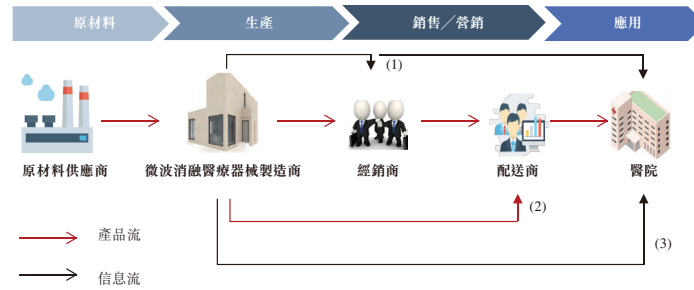 原材料
生產
銷售／營銷
應用
(1)
原材料供應商
微波消融醫療器械製造商
經銷商
配送商
醫院
(2)
(3)
產品流
信息流